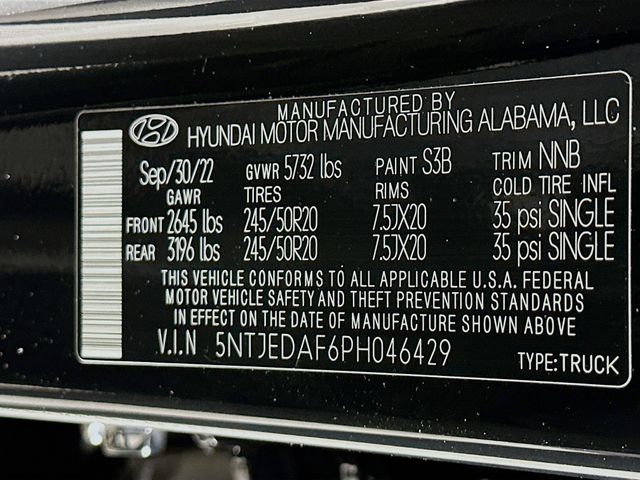 MANUFACTURED BY
HYUNDAI MOTOR MANUFACTURING ALABAMA, LLC
Sep/30/22 GVWR 5732 lbs PAINT S3B TRIM NNB
GAWR TIRES RIMS COLD TIRE INFL
FRONT 2645 lbs 245/50R20 7.5JX20 35 psi SINGLE
REAR 3196 lbs 245/50R20 7.5JX20 35 psi SINGLE
THIS VEHICLE CONFORMS TO ALL APPLICABLE U.S.A. FEDERAL
MOTOR VEHICLE SAFETY AND THEFT PREVENTION STANDARDS
IN EFFECT ON THE DATE OF MANUFACTURE SHOWN ABOVE
V.I.N 5NTJEDAF6PH046429
TYPE:TRUCK